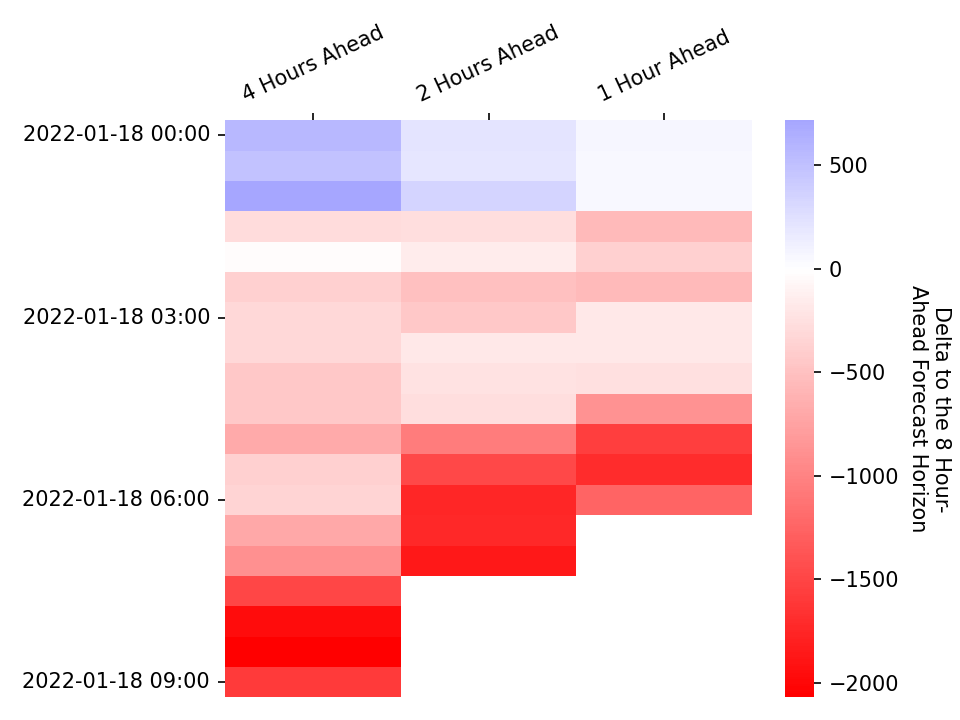 4 Hours Ahead
2 Hours Ahead
1 Hour Ahead
2022-01-18 00:00
2022-01-18 03:00
2022-01-18 06:00
2022-01-18 09:00
500
0
−500
−1000
−1500
−2000
Delta to the 8 Hour-
Ahead Forecast Horizon